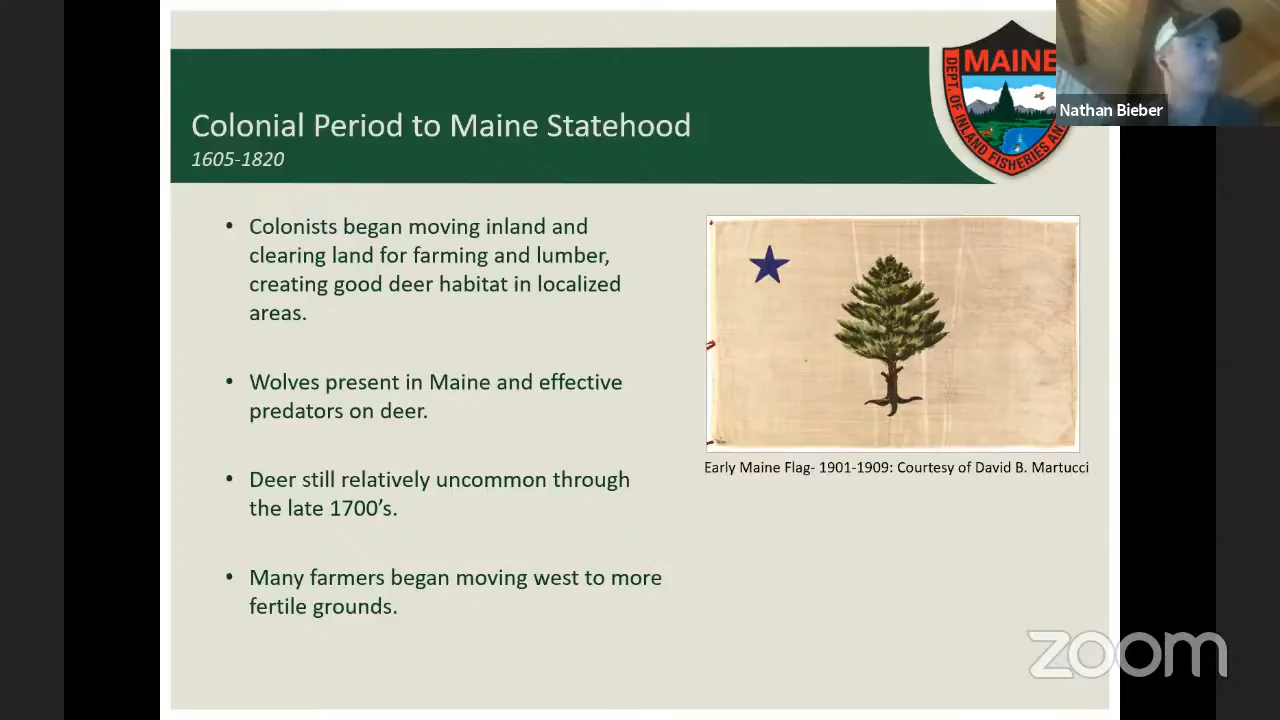 Colonial Period to Maine Statehood
1605-1820
MAINE
DEPT. OF INLAND FISHERIES AN
Nathan Bieber
• Colonists began moving inland and
clearing land for farming and lumber,
creating good deer habitat in localized
areas.
• Wolves present in Maine and effective
predators on deer.
• Deer still relatively uncommon through
the late 1700's.
• Many farmers began moving west to more
fertile grounds.
Early Maine Flag- 1901-1909: Courtesy of David B. Martucci
zoom